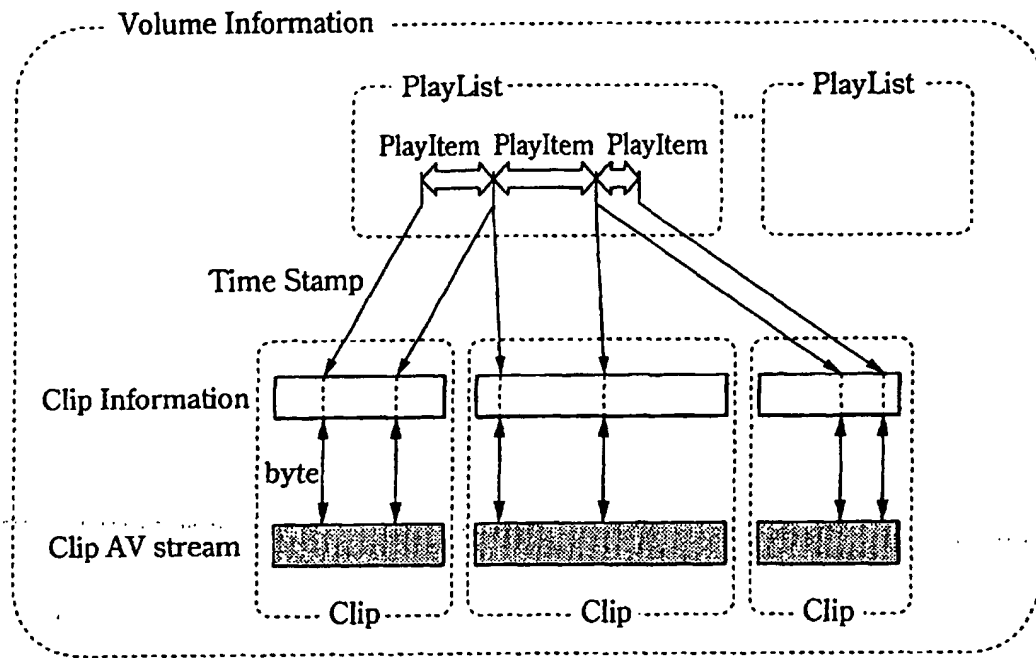 Volume Information
PlayList
PlayList
...
PlayItem PlayItem PlayItem
Time Stamp
Clip Information
byte
Clip AV stream
Clip
Clip
Clip